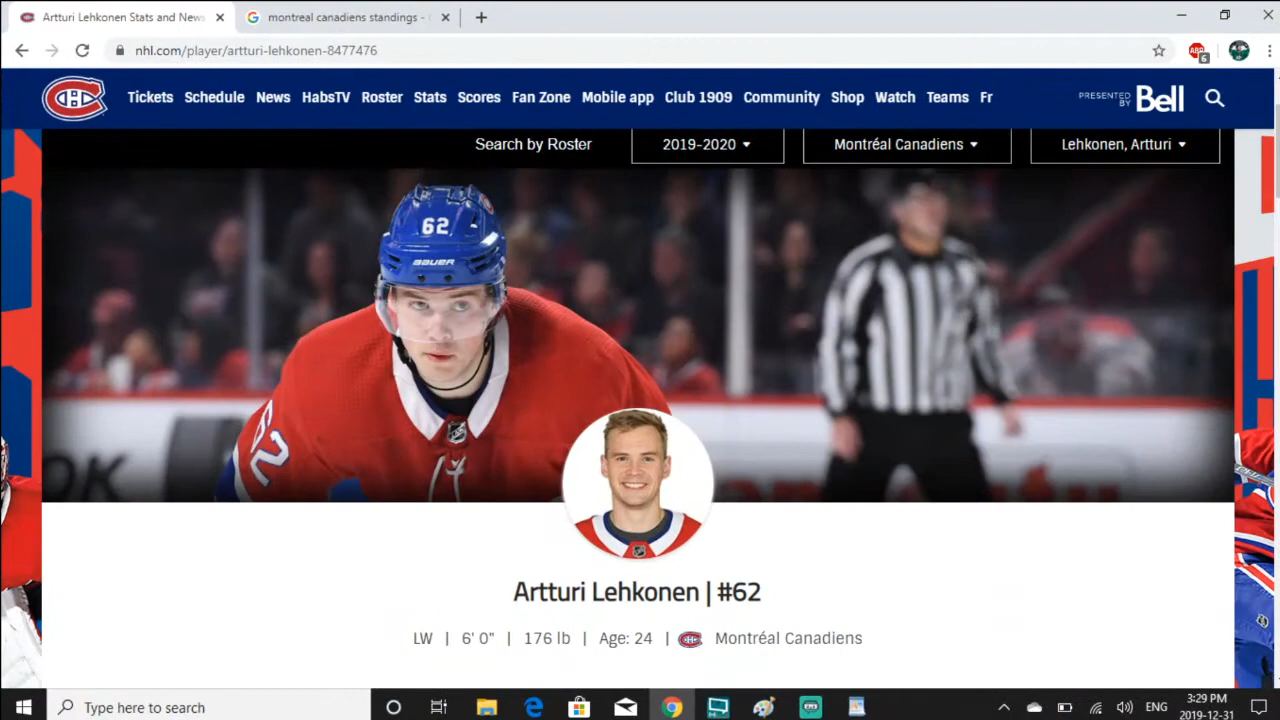 Artturi Lehkonen Stats and News
montreal canadiens standings -
nhl.com/player/artturi-lehkonen-8477476
ABP
6
Tickets Schedule News HabsTV Roster Stats Scores Fan Zone Mobile app Club 1909 Community Shop Watch Teams Fr
PRESENTED BY Bell
Search by Roster 2019-2020 Montréal Canadiens Lehkonen, Artturi
62
BAUER
62
Artturi Lehkonen | #62
LW | 6' 0" | 176 lb | Age: 24 | Montréal Canadiens
Type here to search
ENG
3:29 PM
2019-12-31